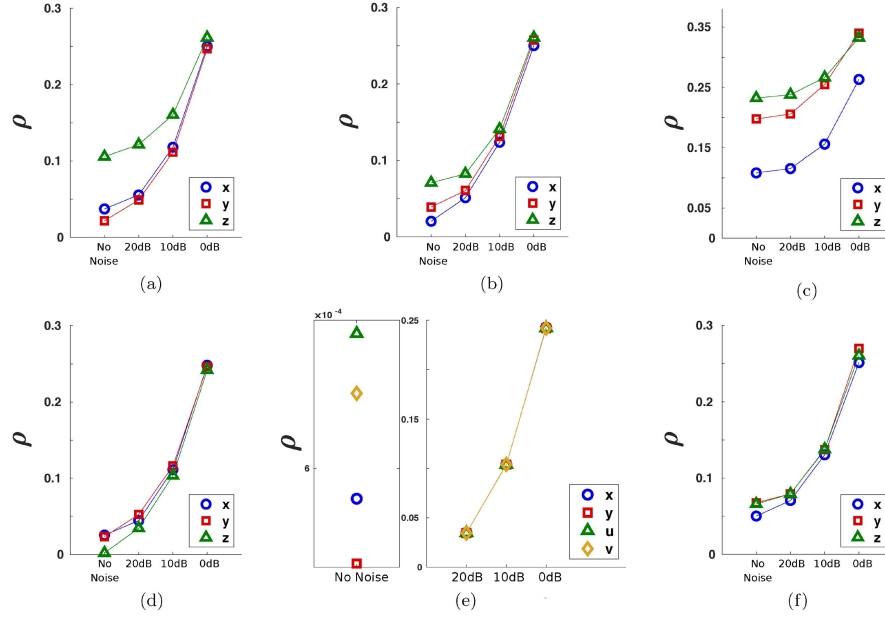 0.3
0.2
0.1
0
ρ
No
Noise
20dB
10dB
0dB
x
y
z
(a)
0.3
0.2
0.1
0
ρ
No
Noise
20dB
10dB
0dB
x
y
z
(b)
0.35
0.25
0.15
0.05
ρ
No
Noise
20dB
10dB
0dB
x
y
z
(c)
0.3
0.2
0.1
0
ρ
No
Noise
20dB
10dB
0dB
x
y
z
(d)
× 10⁻⁴
6
ρ
No Noise
0.25
0.15
0.05
0
20dB
10dB
0dB
x
y
u
v
(e)
0.3
0.2
0.1
0
ρ
No
Noise
20dB
10dB
0dB
x
y
z
(f)